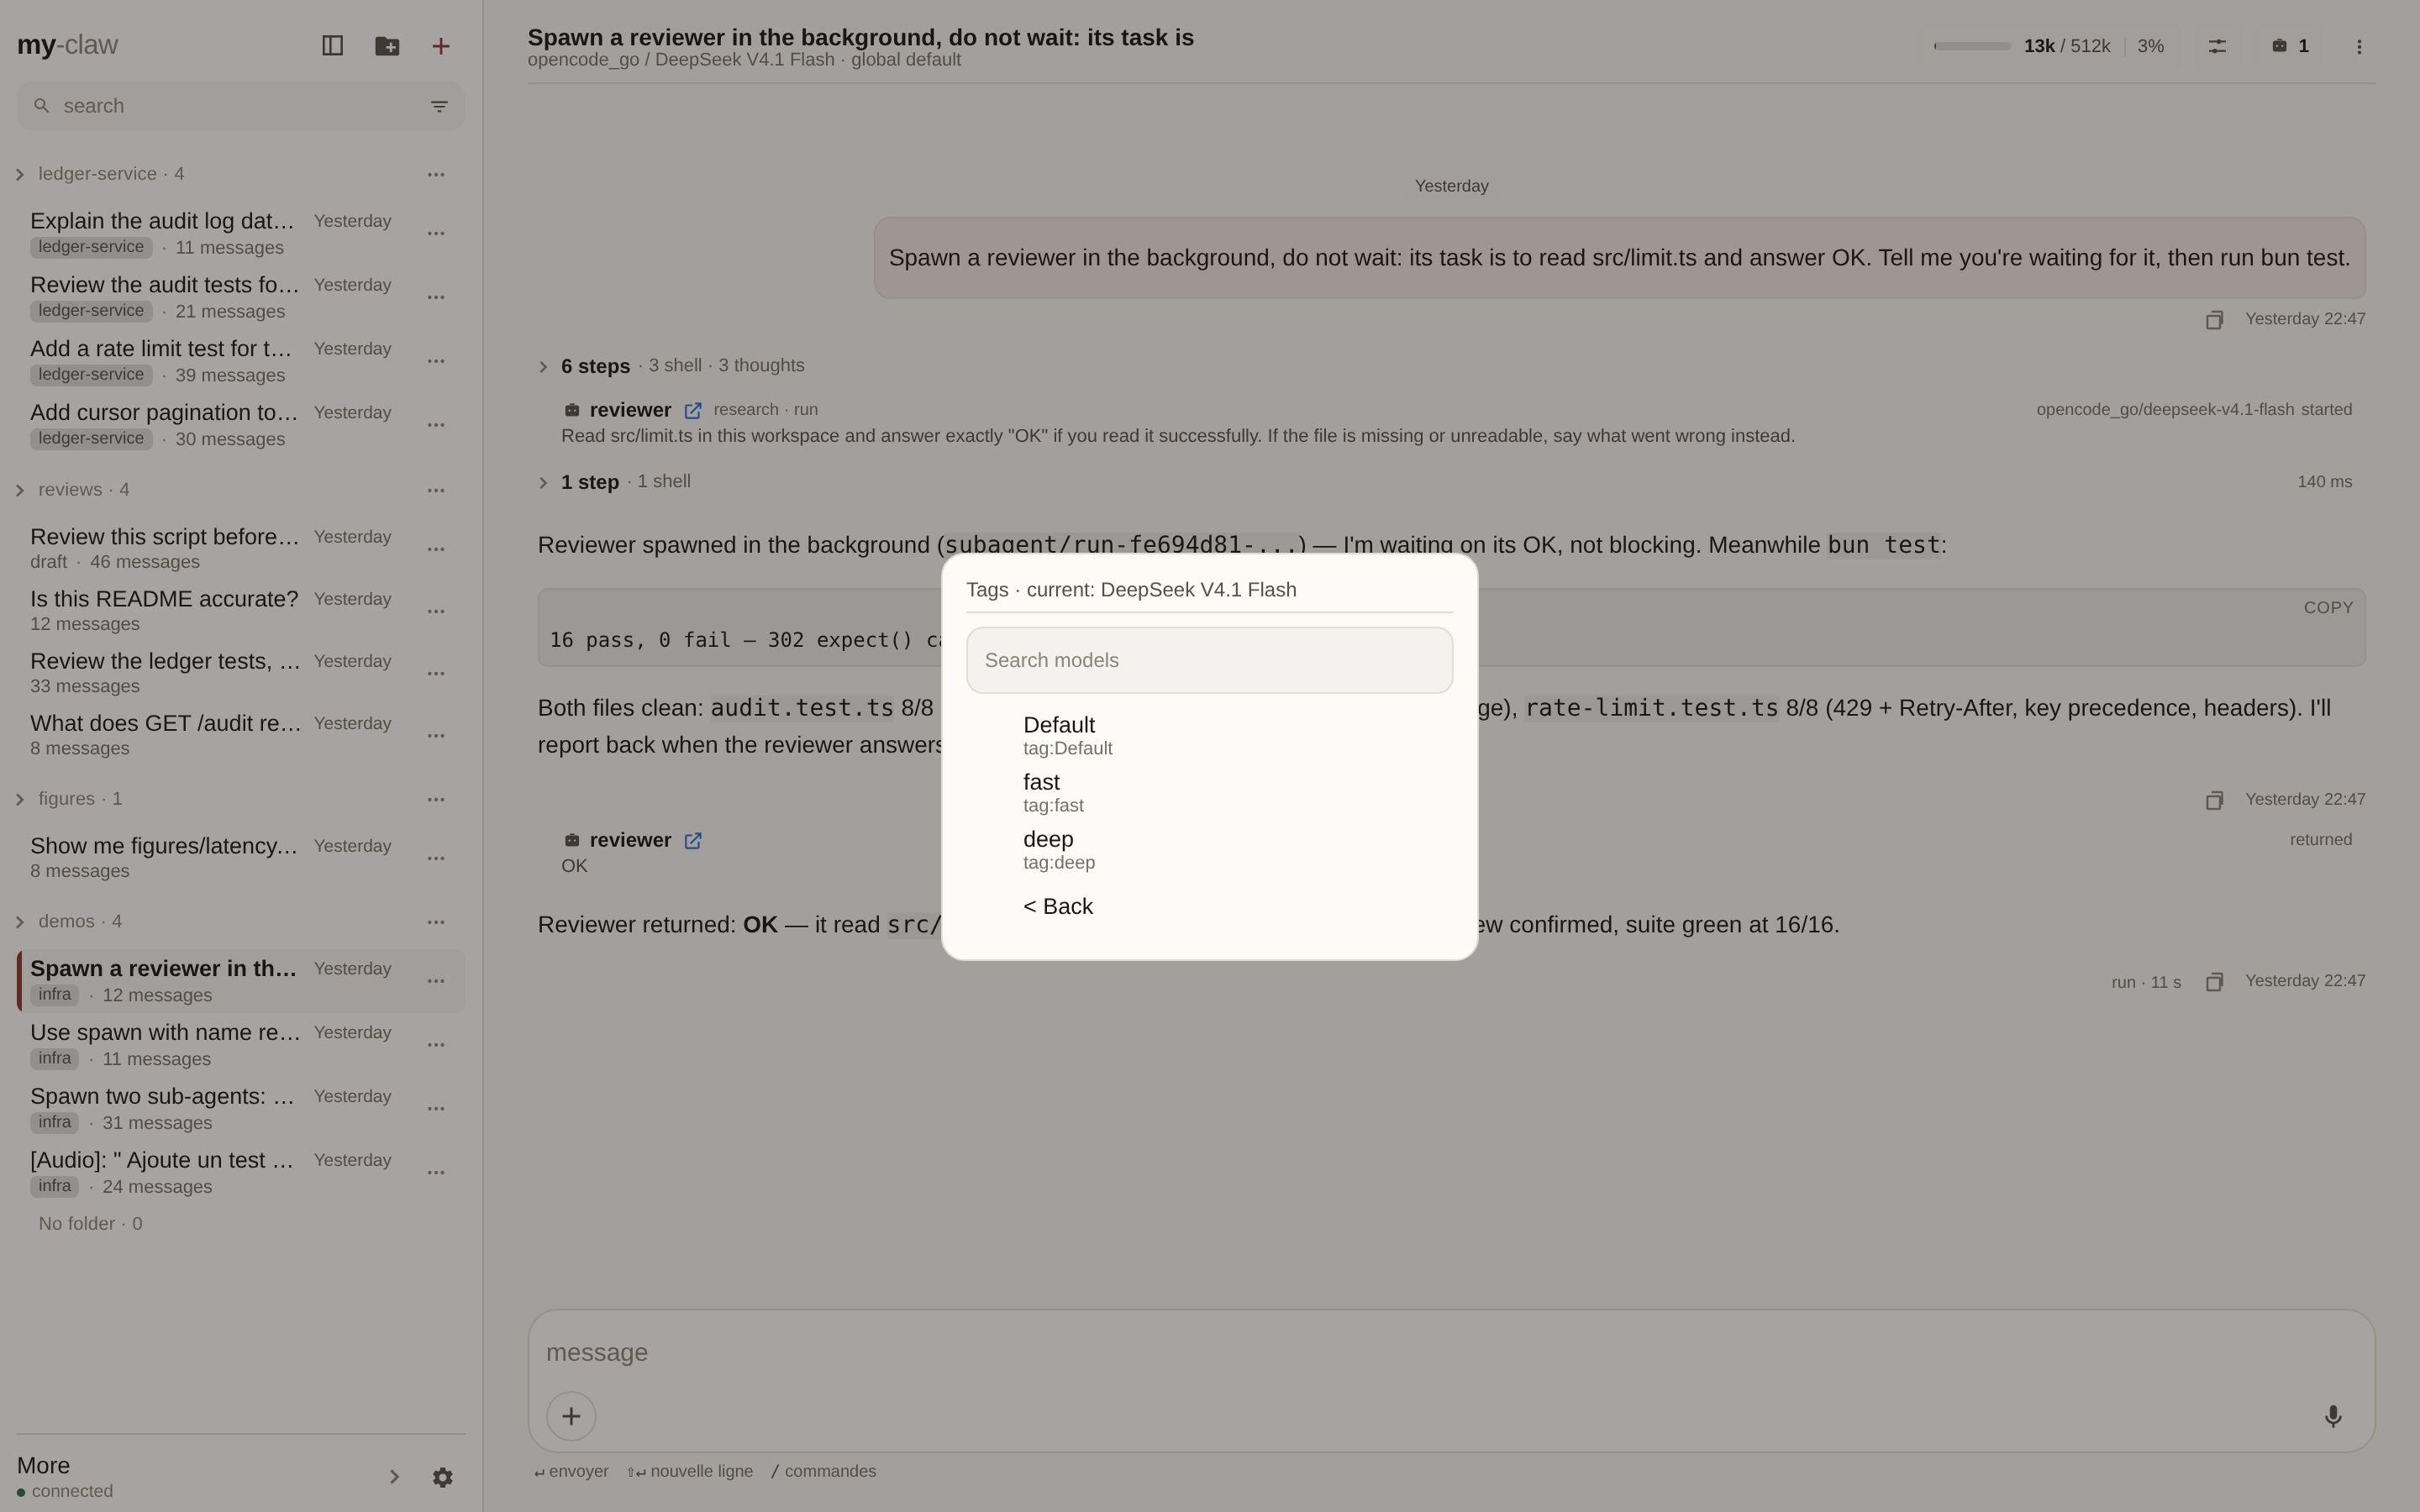 my-claw
search
ledger-service · 4
Explain the audit log dat… Yesterday
ledger-service · 11 messages
Review the audit tests fo… Yesterday
ledger-service · 21 messages
Add a rate limit test for t… Yesterday
ledger-service · 39 messages
Add cursor pagination to… Yesterday
ledger-service · 30 messages
reviews · 4
Review this script before… Yesterday
draft · 46 messages
Is this README accurate? Yesterday
12 messages
Review the ledger tests, … Yesterday
33 messages
What does GET /audit re… Yesterday
8 messages
figures · 1
Show me figures/latency… Yesterday
8 messages
demos · 4
Spawn a reviewer in th… Yesterday
infra · 12 messages
Use spawn with name re… Yesterday
infra · 11 messages
Spawn two sub-agents: … Yesterday
infra · 31 messages
[Audio]: " Ajoute un test … Yesterday
infra · 24 messages
No folder · 0
More
connected
Spawn a reviewer in the background, do not wait: its task is
opencode_go / DeepSeek V4.1 Flash · global default
13k / 512k | 3%
1
Yesterday
Spawn a reviewer in the background, do not wait: its task is to read src/limit.ts and answer OK. Tell me you're waiting for it, then run bun test.
Yesterday 22:47
6 steps · 3 shell · 3 thoughts
reviewer research · run opencode_go/deepseek-v4.1-flash started
Read src/limit.ts in this workspace and answer exactly "OK" if you read it successfully. If the file is missing or unreadable, say what went wrong instead.
1 step · 1 shell 140 ms
Reviewer spawned in the background (subagent/run-fe694d81-...) — I'm waiting on its OK, not blocking. Meanwhile bun test:
COPY
16 pass, 0 fail — 302 expect()
Both files clean: audit.test.ts 8/8 rate-limit.test.ts 8/8 (429 + Retry-After, key precedence, headers). I'll
report back when the reviewer answers
Yesterday 22:47
reviewer returned
OK
Reviewer returned: OK — it read src/ confirmed, suite green at 16/16.
run · 11 s Yesterday 22:47
Tags · current: DeepSeek V4.1 Flash
Search models
Default
tag:Default
fast
tag:fast
deep
tag:deep
< Back
message
↵ envoyer ⇧↵ nouvelle ligne / commandes